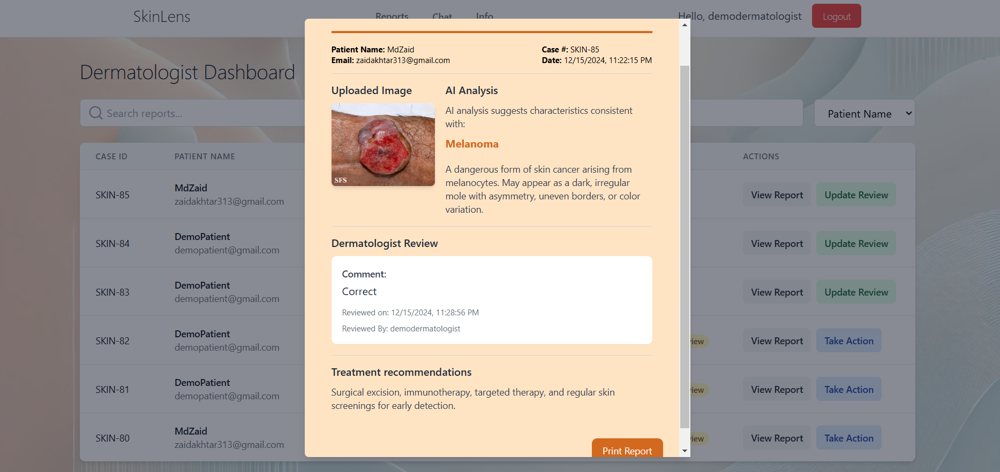 SkinLens
Reports
Chat
Info
Hello, demodermatologist
Logout
Dermatologist Dashboard
Search reports...
Patient Name
CASE ID
PATIENT NAME
ACTIONS
SKIN-85
MdZaid
zaidakhtar313@gmail.com
View Report
Update Review
SKIN-84
DemoPatient
demopatient@gmail.com
View Report
Update Review
SKIN-83
DemoPatient
demopatient@gmail.com
View Report
Update Review
SKIN-82
DemoPatient
demopatient@gmail.com
View Report
Take Action
SKIN-81
DemoPatient
demopatient@gmail.com
View Report
Take Action
SKIN-80
MdZaid
zaidakhtar313@gmail.com
View Report
Take Action
Patient Name: MdZaid
Email: zaidakhtar313@gmail.com
Case #: SKIN-85
Date: 12/15/2024, 11:22:15 PM
Uploaded Image
SFS
AI Analysis
AI analysis suggests characteristics consistent
with:
Melanoma
A dangerous form of skin cancer arising from
melanocytes. May appear as a dark, irregular
mole with asymmetry, uneven borders, or color
variation.
Dermatologist Review
Comment:
Correct
Reviewed on: 12/15/2024, 11:28:56 PM
Reviewed By: demodermatologist
Treatment recommendations
Surgical excision, immunotherapy, targeted therapy, and regular skin
screenings for early detection.
Print Report